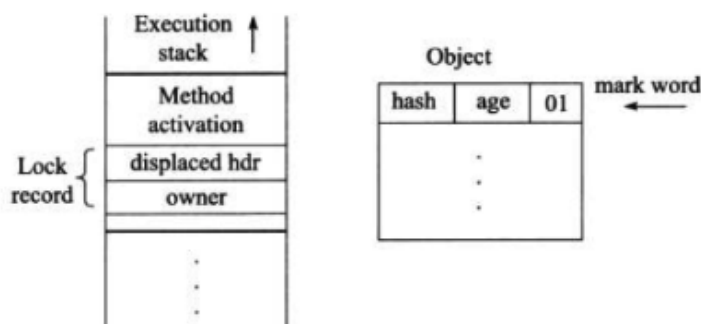 Execution
stack
Method
activation
Lock
record
displaced hdr
owner
Object
hash age 01
mark word